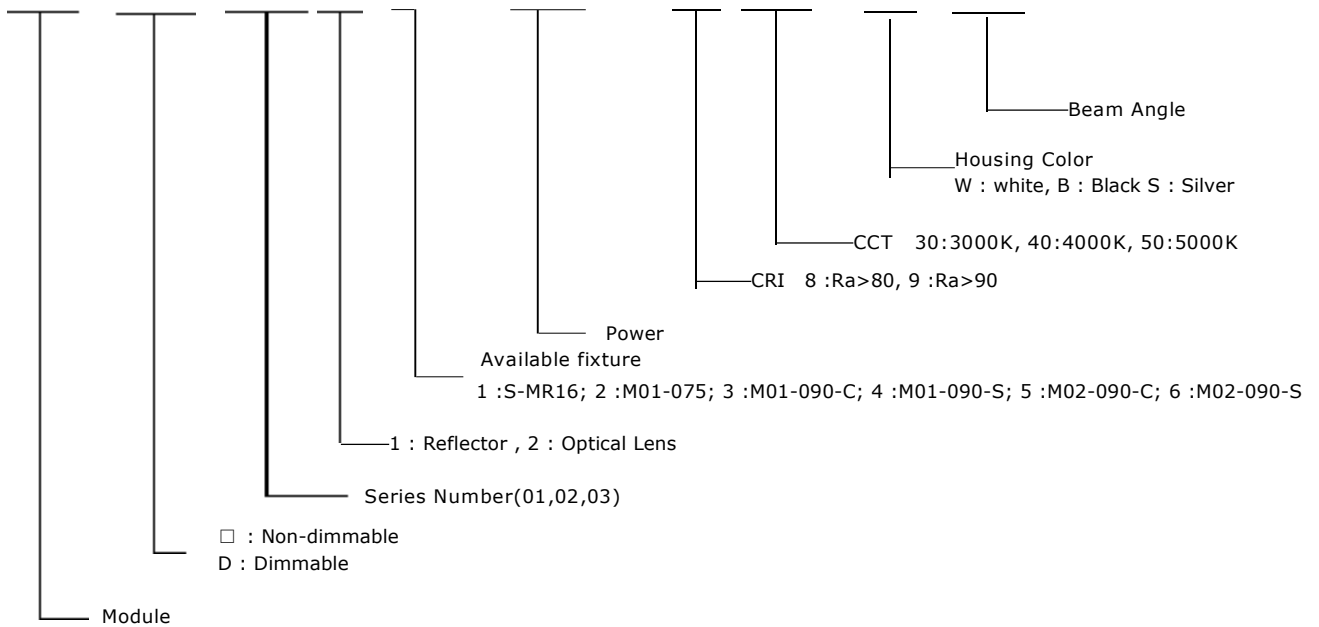 Beam Angle
Housing Color
W : white, B : Black S : Silver
CCT 30:3000K, 40:4000K, 50:5000K
CRI 8 :Ra>80, 9 :Ra>90
Power
Available fixture
1 :S-MR16; 2 :M01-075; 3 :M01-090-C; 4 :M01-090-S; 5 :M02-090-C; 6 :M02-090-S
1 : Reflector , 2 : Optical Lens
Series Number(01,02,03)
□ : Non-dimmable
D : Dimmable
Module